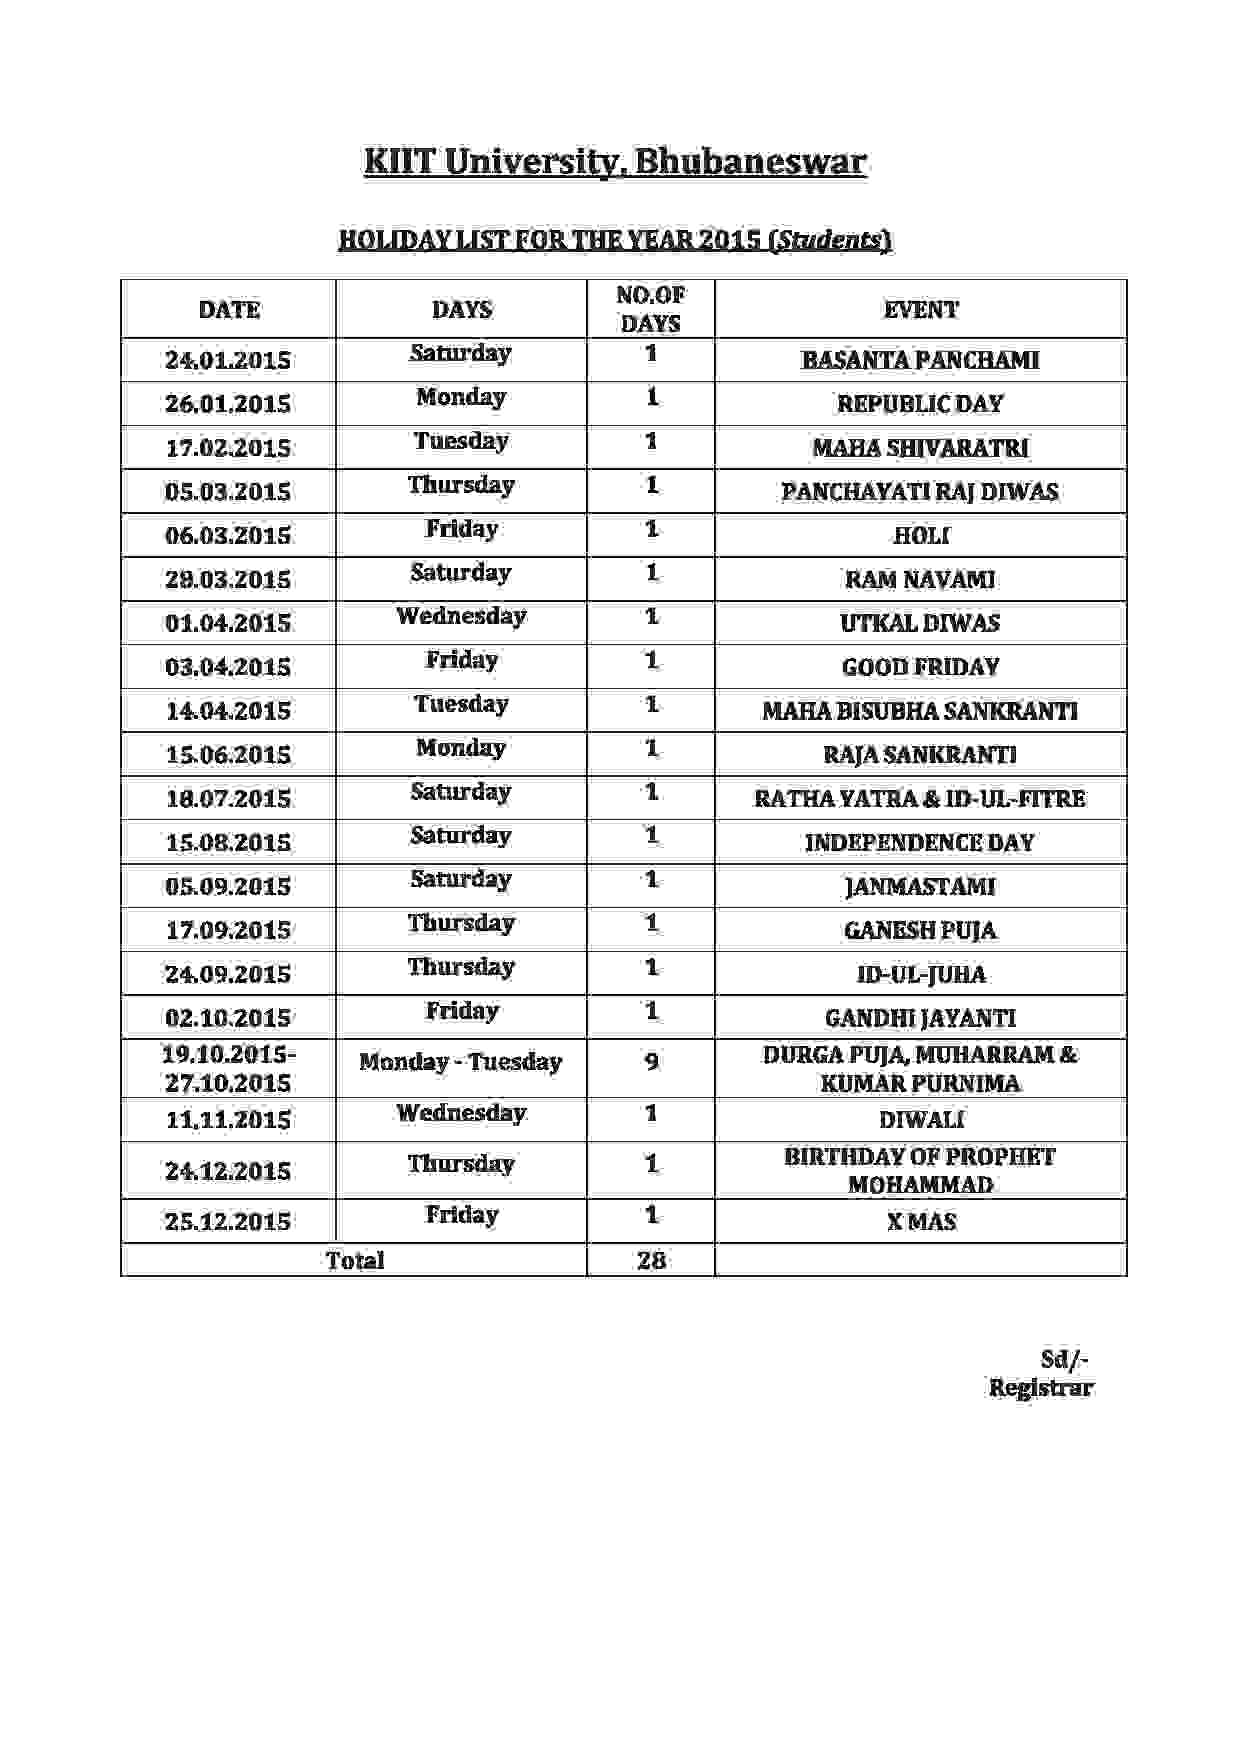 KIIT University, Bhubaneswar
HOLIDAY LIST FOR THE YEAR 2015 (Students)
DATE DAYS NO.OF DAYS EVENT
24.01.2015 Saturday 1 BASANTA PANCHAMI
26.01.2015 Monday 1 REPUBLIC DAY
17.02.2015 Tuesday 1 MAHA SHIVARATRI
05.03.2015 Thursday 1 PANCHAYATI RAJ DIWAS
06.03.2015 Friday 1 HOLI
28.03.2015 Saturday 1 RAM NAVAMI
01.04.2015 Wednesday 1 UTKAL DIWAS
03.04.2015 Friday 1 GOOD FRIDAY
14.04.2015 Tuesday 1 MAHA BISUBHA SANKRANTI
15.06.2015 Monday 1 RAJA SANKRANTI
18.07.2015 Saturday 1 RATHA YATRA & ID-UL-FITRE
15.08.2015 Saturday 1 INDEPENDENCE DAY
05.09.2015 Saturday 1 JANMASTAMI
17.09.2015 Thursday 1 GANESH PUJA
24.09.2015 Thursday 1 ID-UL-JUHA
02.10.2015 Friday 1 GANDHI JAYANTI
19.10.2015- 27.10.2015 Monday - Tuesday 9 DURGA PUJA, MUHARRAM & KUMAR PURNIMA
11.11.2015 Wednesday 1 DIWALI
24.12.2015 Thursday 1 BIRTHDAY OF PROPHET MOHAMMAD
25.12.2015 Friday 1 X MAS
Total 28
Sd/-
Registrar